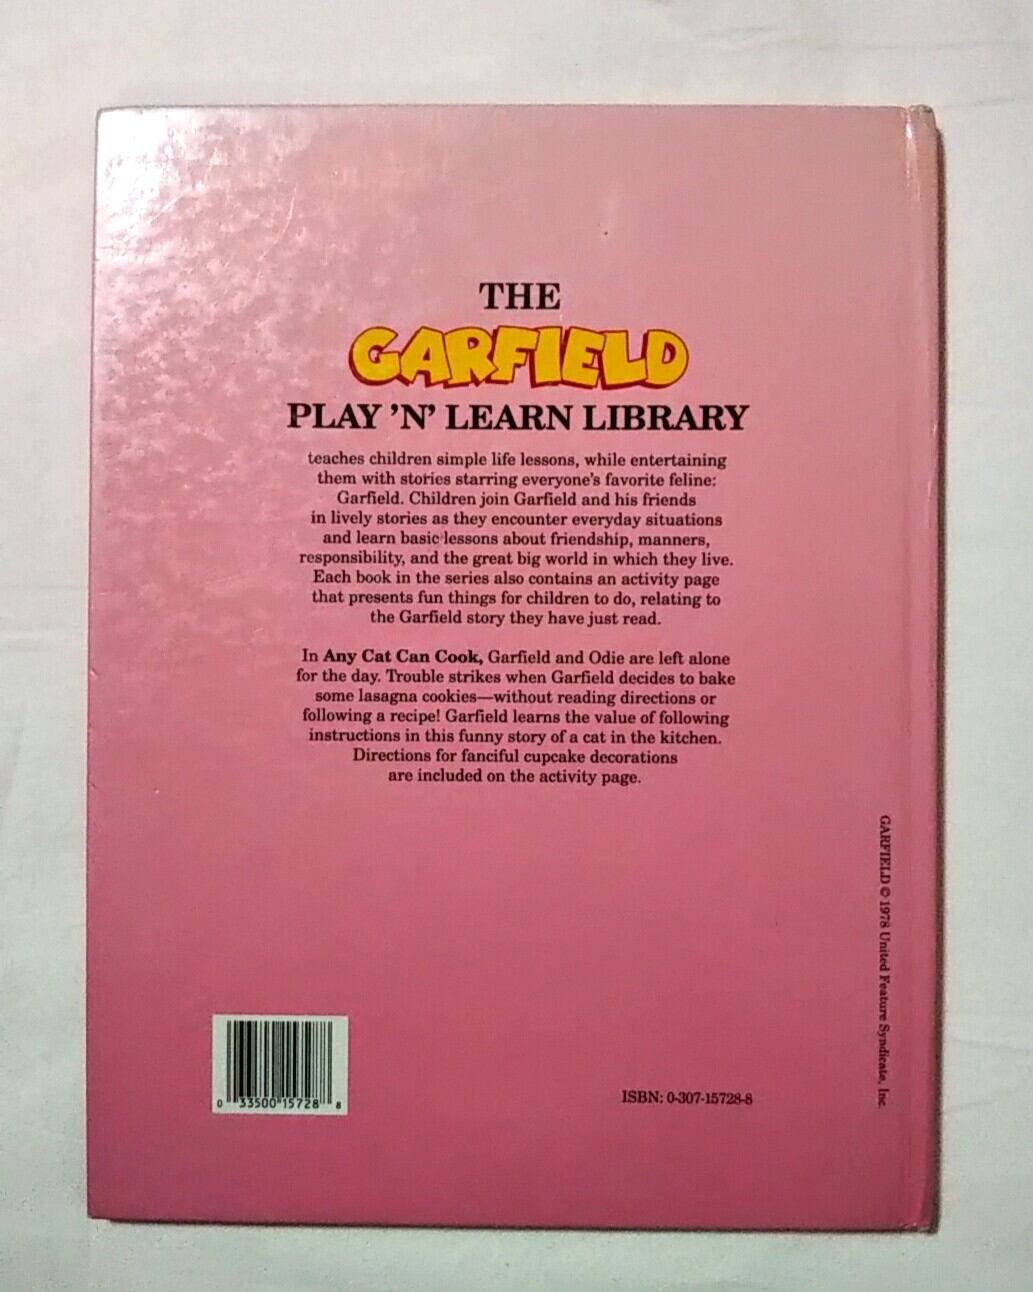 THE
GARFIELD
PLAY 'N' LEARN LIBRARY
teaches children simple life lessons, while entertaining
them with stories starring everyone's favorite feline:
Garfield. Children join Garfield and his friends
in lively stories as they encounter everyday situations
and learn basic lessons about friendship, manners,
responsibility, and the great big world in which they live.
Each book in the series also contains an activity page
that presents fun things for children to do, relating to
the Garfield story they have just read.
In Any Cat Can Cook, Garfield and Odie are left alone
for the day. Trouble strikes when Garfield decides to bake
some lasagna cookies—without reading directions or
following a recipe! Garfield learns the value of following
instructions in this funny story of a cat in the kitchen.
Directions for fanciful cupcake decorations
are included on the activity page.
GARFIELD © 1978 United Feature Syndicate, Inc.
0 33500 15728 8
ISBN: 0-307-15728-8